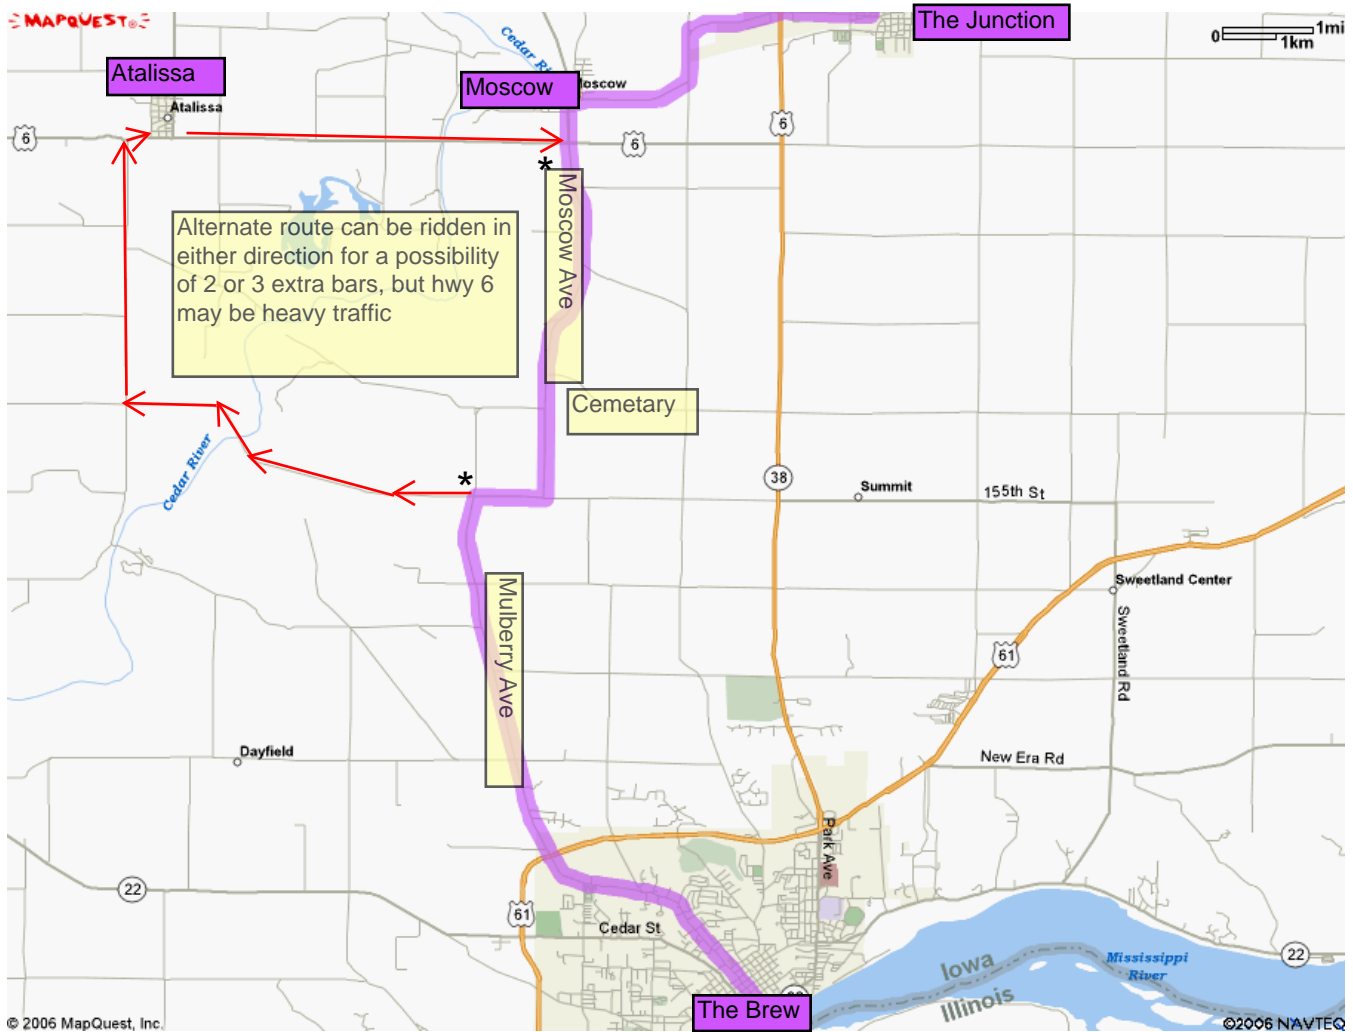 MAPQUEST
The Junction
0
1mi
1km
Cedar
Atalissa
Moscow
Moscow
Atalissa
6
6
6
*
Moscow Ave
Alternate route can be ridden in
either direction for a possibility
of 2 or 3 extra bars, but hwy 6
may be heavy traffic
Cemetary
Cedar River
*
38
Summit
155th St
Sweetland Center
Mulberry Ave
Sweetland Rd
61
Dayfield
New Era Rd
Park Ave
22
61
Cedar St
Iowa
Illinois
Mississippi
River
22
The Brew
© 2006 MapQuest, Inc.
©2006 NAVTEQ